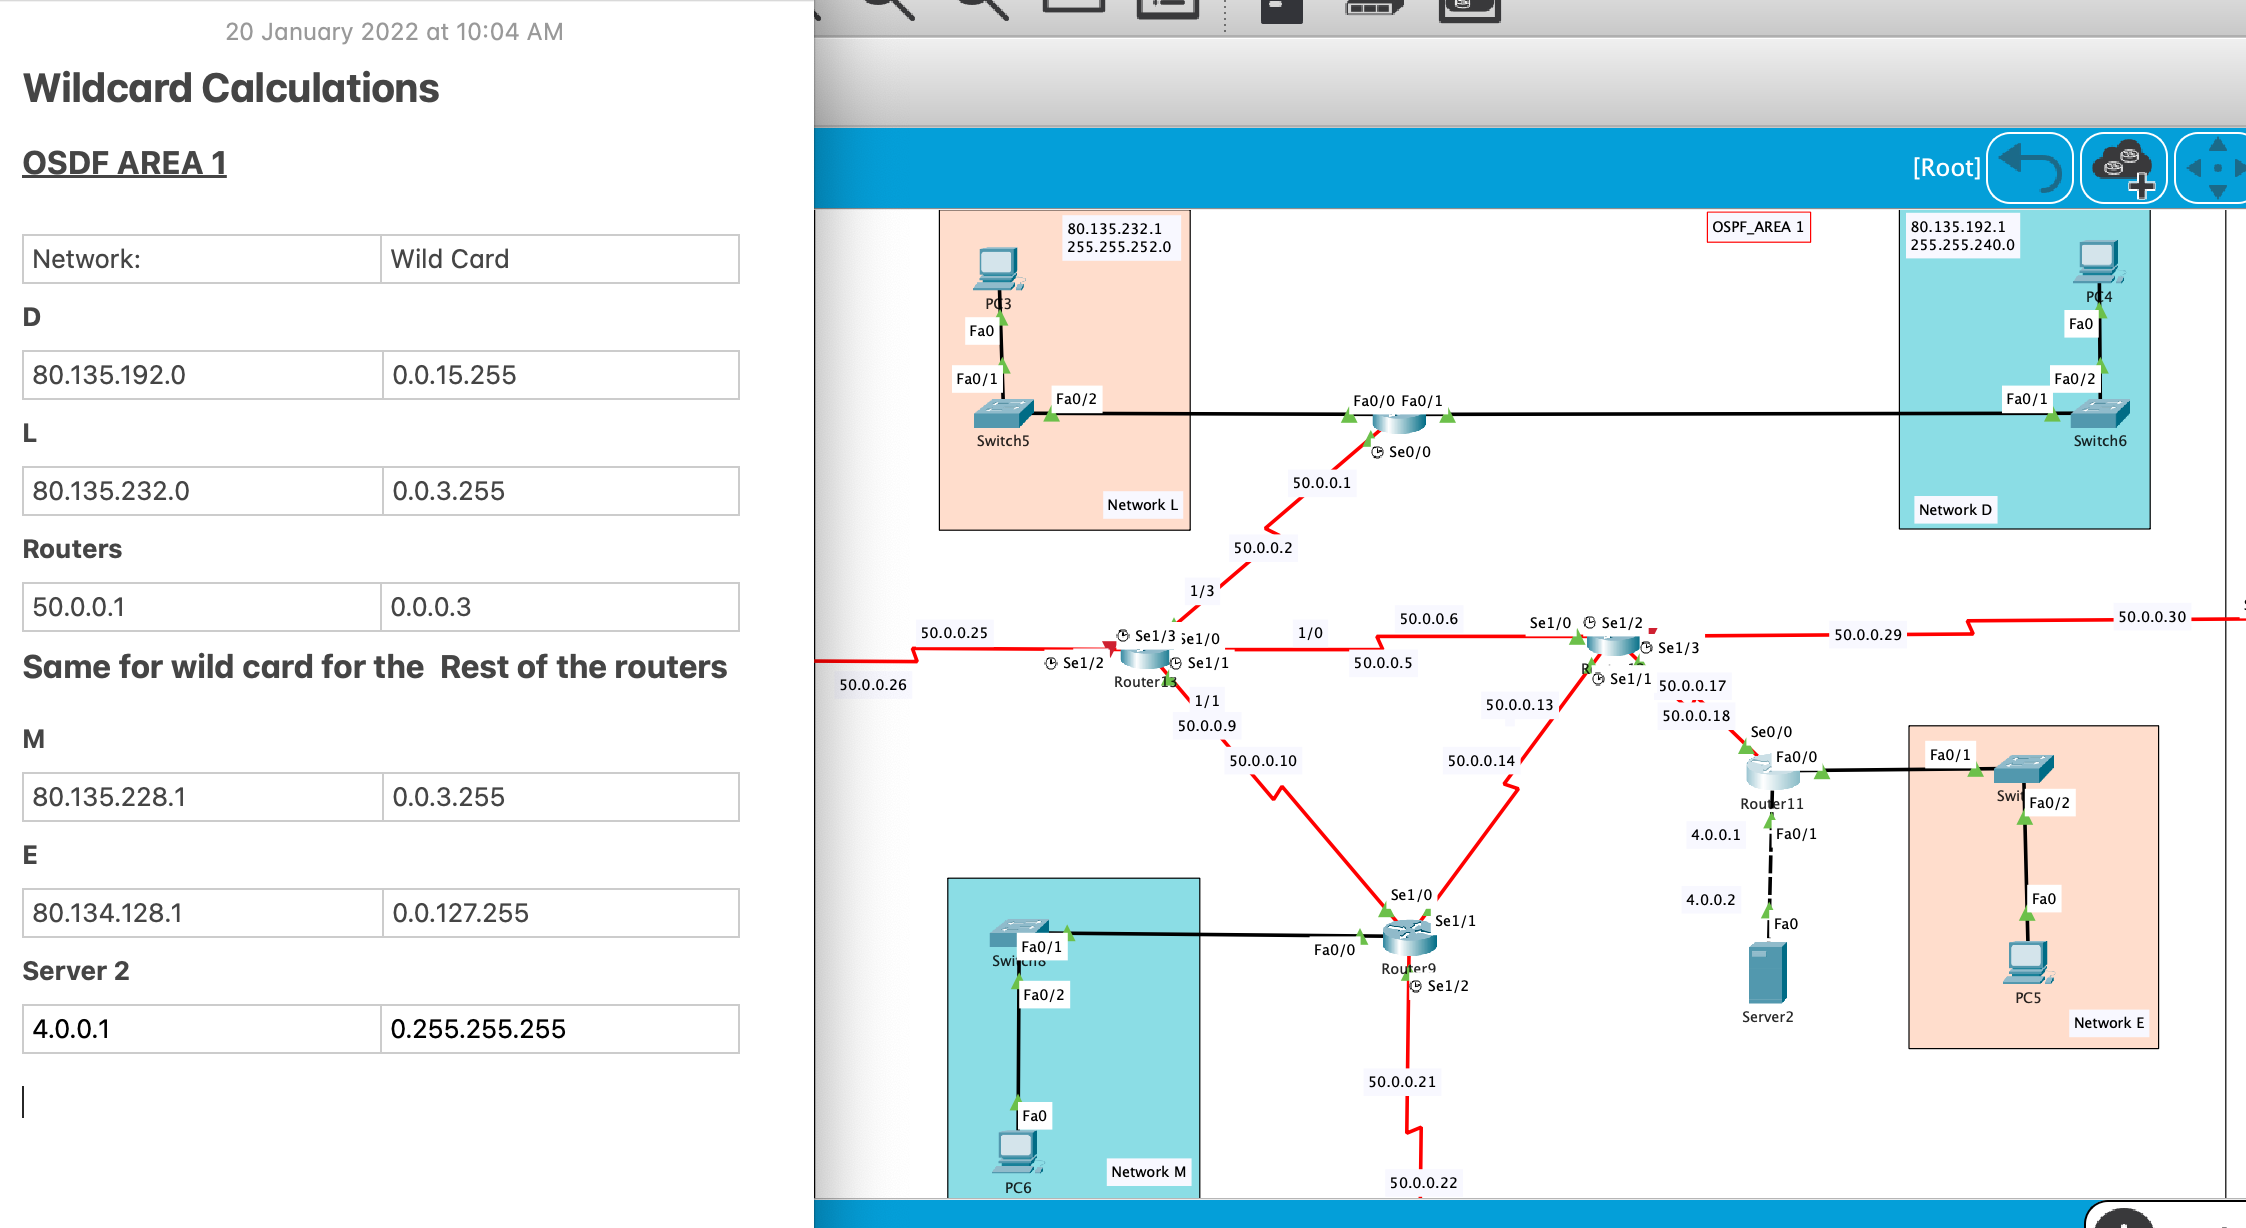 20 January 2022 at 10:04 AM
Wildcard Calculations
OSDF AREA 1
Network: Wild Card
D
80.135.192.0 0.0.15.255
L
80.135.232.0 0.0.3.255
Routers
50.0.0.1 0.0.0.3
Same for wild card for the Rest of the routers
M
80.135.228.1 0.0.3.255
E
80.134.128.1 0.0.127.255
Server 2
4.0.0.1 0.255.255.255
[Root]
80.135.232.1
255.255.252.0
OSPF_AREA 1
80.135.192.1
255.255.240.0
PC3
Fa0
Fa0/1
Fa0/2
Switch5
Network L
PC4
Fa0
Fa0/2
Fa0/1
Switch6
Network D
Fa0/0 Fa0/1
Se0/0
50.0.0.1
50.0.0.2
1/3
50.0.0.25
50.0.0.26
Se1/3 Se1/0
Se1/2
Se1/1
Router13
1/0
50.0.0.6
50.0.0.5
Se1/0 Se1/2
Se1/3
Se1/1
50.0.0.29
50.0.0.30
1/1
50.0.0.9
50.0.0.10
50.0.0.13
50.0.0.14
50.0.0.17
50.0.0.18
Se0/0
Fa0/0
Router11
4.0.0.1
Fa0/1
4.0.0.2
Fa0
Server2
Fa0/1
Fa0/2
Fa0
PC5
Network E
Se1/0
Se1/1
Fa0/0
Router9
Se1/2
Fa0/1
Switch8
Fa0/2
Fa0
PC6
Network M
50.0.0.21
50.0.0.22